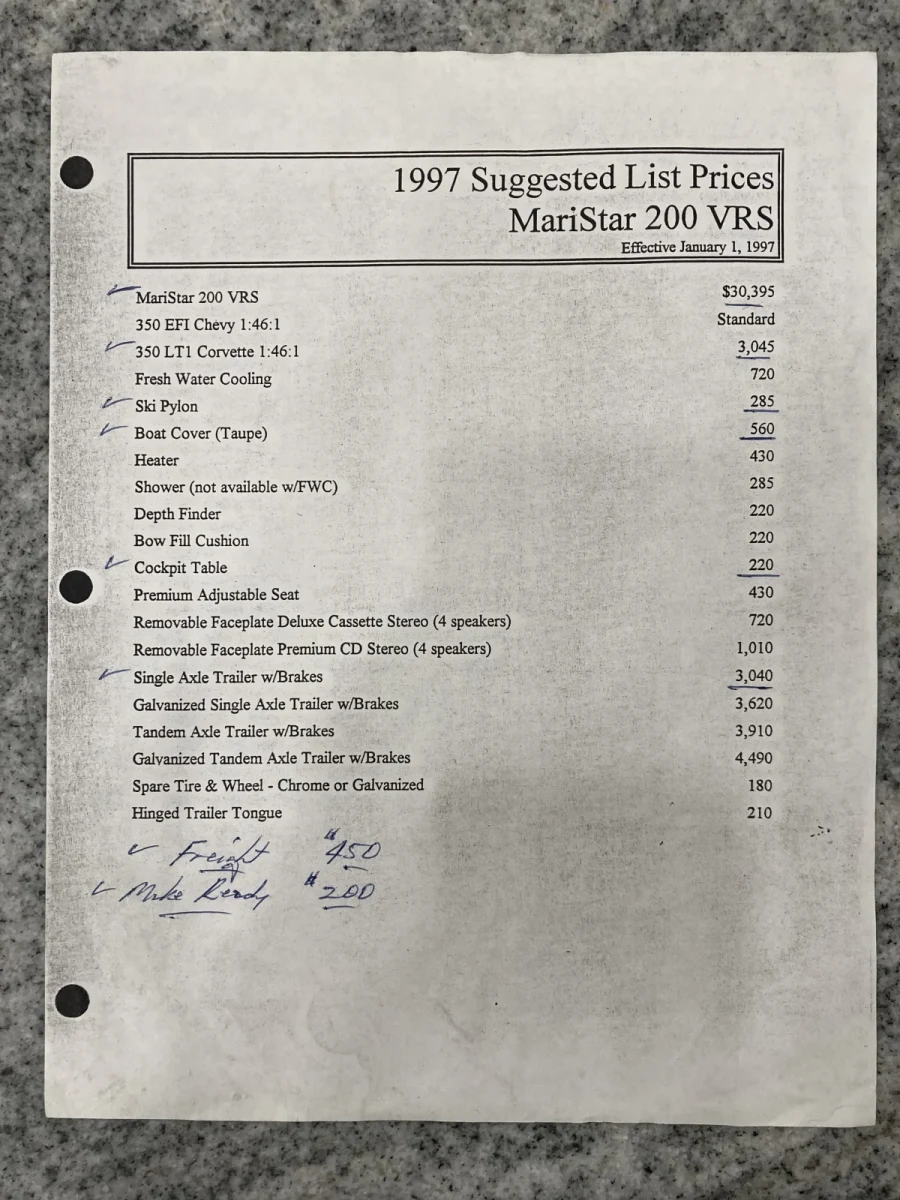 1997 Suggested List Prices
MariStar 200 VRS
Effective January 1, 1997
MariStar 200 VRS $30,395
350 EFI Chevy 1:46:1 Standard
350 LT1 Corvette 1:46:1 3,045
Fresh Water Cooling 720
Ski Pylon 285
Boat Cover (Taupe) 560
Heater 430
Shower (not available w/FWC) 285
Depth Finder 220
Bow Fill Cushion 220
Cockpit Table 220
Premium Adjustable Seat 430
Removable Faceplate Deluxe Cassette Stereo (4 speakers) 720
Removable Faceplate Premium CD Stereo (4 speakers) 1,010
Single Axle Trailer w/Brakes 3,040
Galvanized Single Axle Trailer w/Brakes 3,620
Tandem Axle Trailer w/Brakes 3,910
Galvanized Tandem Axle Trailer w/Brakes 4,490
Spare Tire & Wheel - Chrome or Galvanized 180
Hinged Trailer Tongue 210
Freight $450
Make Ready $200